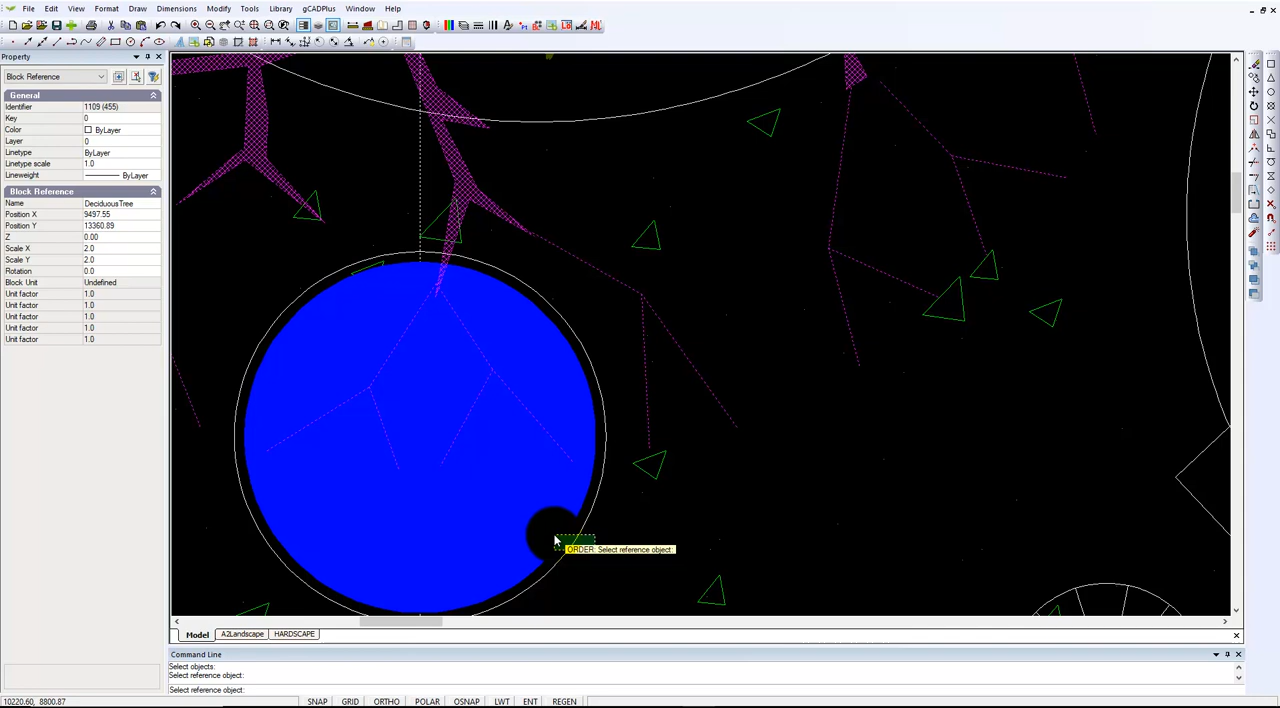 File Edit View Format Draw Dimensions Modify Tools Library gCADPlus Window Help
Property
Block Reference
General
Identifier 1109 (455)
Key 0
Color ByLayer
Layer 0
Linetype ByLayer
Linetype scale 1.0
Lineweight ByLayer
Block Reference
Name DeciduousTree
Position X 9497.55
Position Y 13360.89
Z 0.00
Scale X 2.0
Scale Y 2.0
Rotation 0.0
Block Unit Undefined
Unit factor 1.0
Unit factor 1.0
Unit factor 1.0
Unit factor 1.0
Unit factor 1.0
ORDER: Select reference object:
Model A2Landscape HARDSCAPE
Command Line
Select objects:
Select reference object:
Select reference object:
10220.60, 8800.87 SNAP GRID ORTHO POLAR OSNAP LWT ENT REGEN